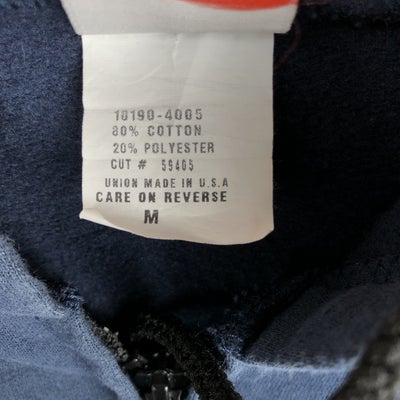 10190-4005
80% COTTON
20% POLYESTER
CUT # 59405
UNION MADE IN U.S.A
CARE ON REVERSE
M